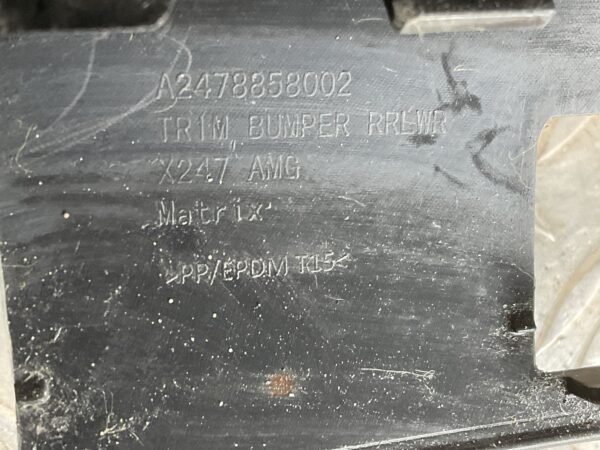 A2478858002
TRIM BUMPER RRLWR
X247 AMG
Matrix
>PP/EPDM T15<